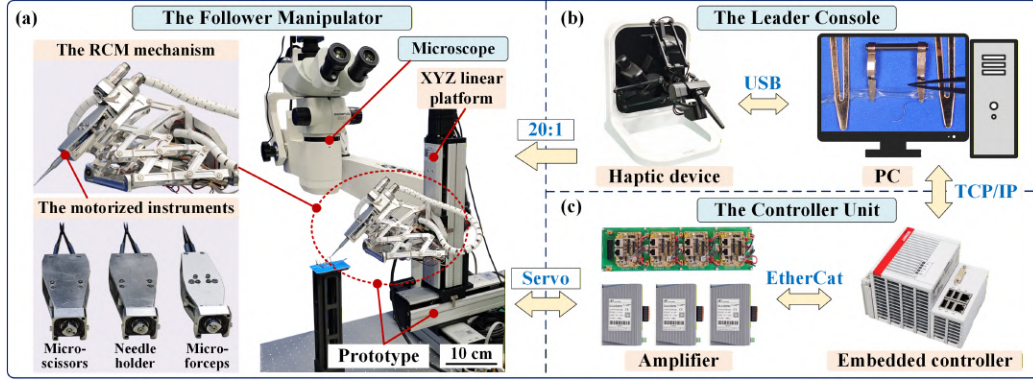 (a)
The Follower Manipulator
The RCM mechanism
Microscope
XYZ linear
platform
The motorized instruments
Micro-
scissors
Needle
holder
Micro-
forceps
Prototype
10 cm
20:1
Servo
(b)
The Leader Console
USB
Haptic device
PC
TCP/IP
(c)
The Controller Unit
EtherCat
Amplifier
Embedded controller